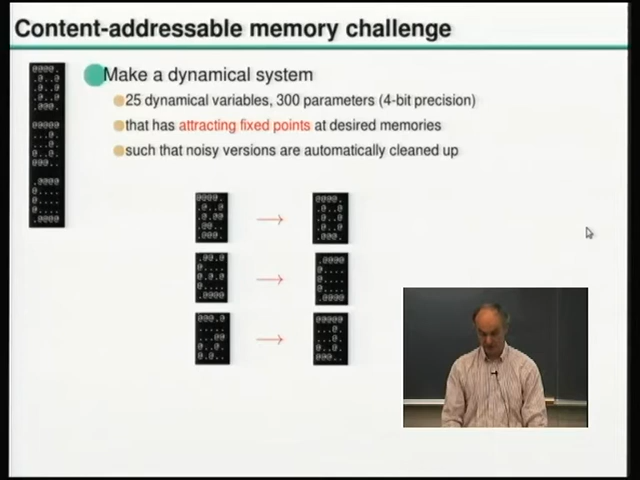 Content-addressable memory challenge
Make a dynamical system
25 dynamical variables, 300 parameters (4-bit precision)
that has attracting fixed points at desired memories
such that noisy versions are automatically cleaned up